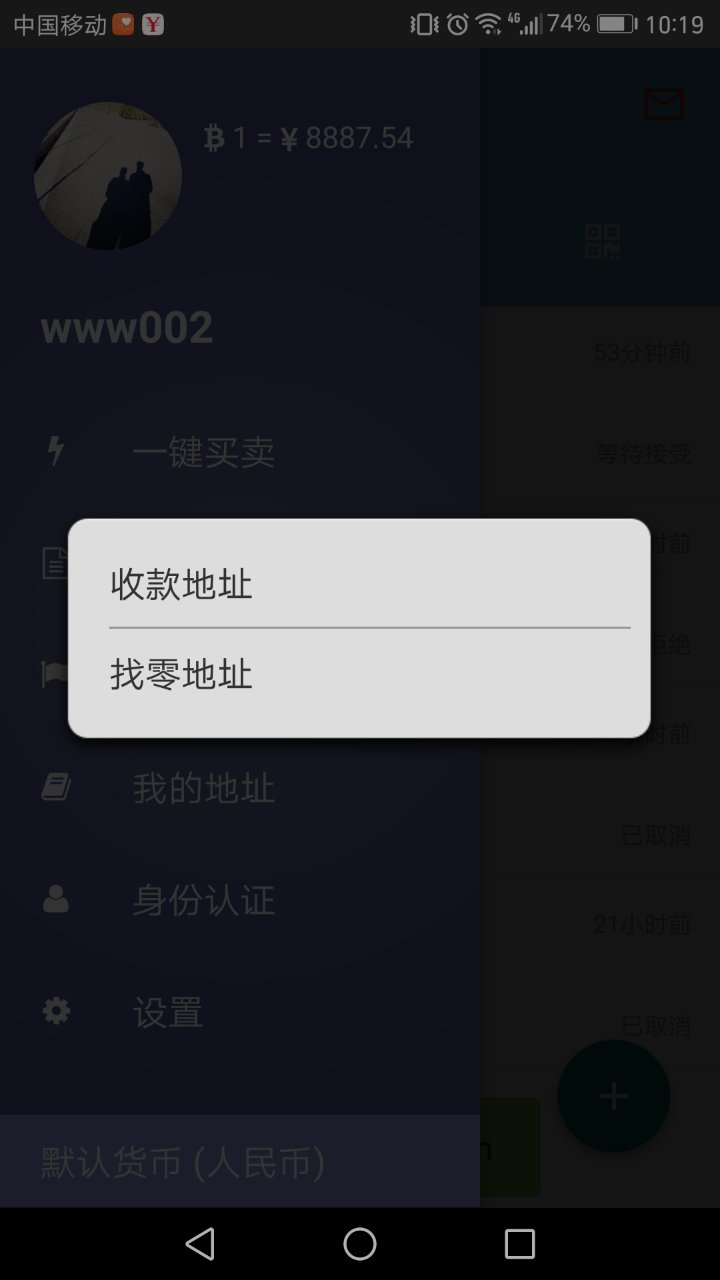 中国移动 74% 10:19
1 = ¥ 8887.54
www002
53分钟前
一键买卖
等待接受
时前
收款地址
拒绝
找零地址
时前
我的地址
已取消
身份认证
21小时前
设置
已取消
默认货币 (人民币)